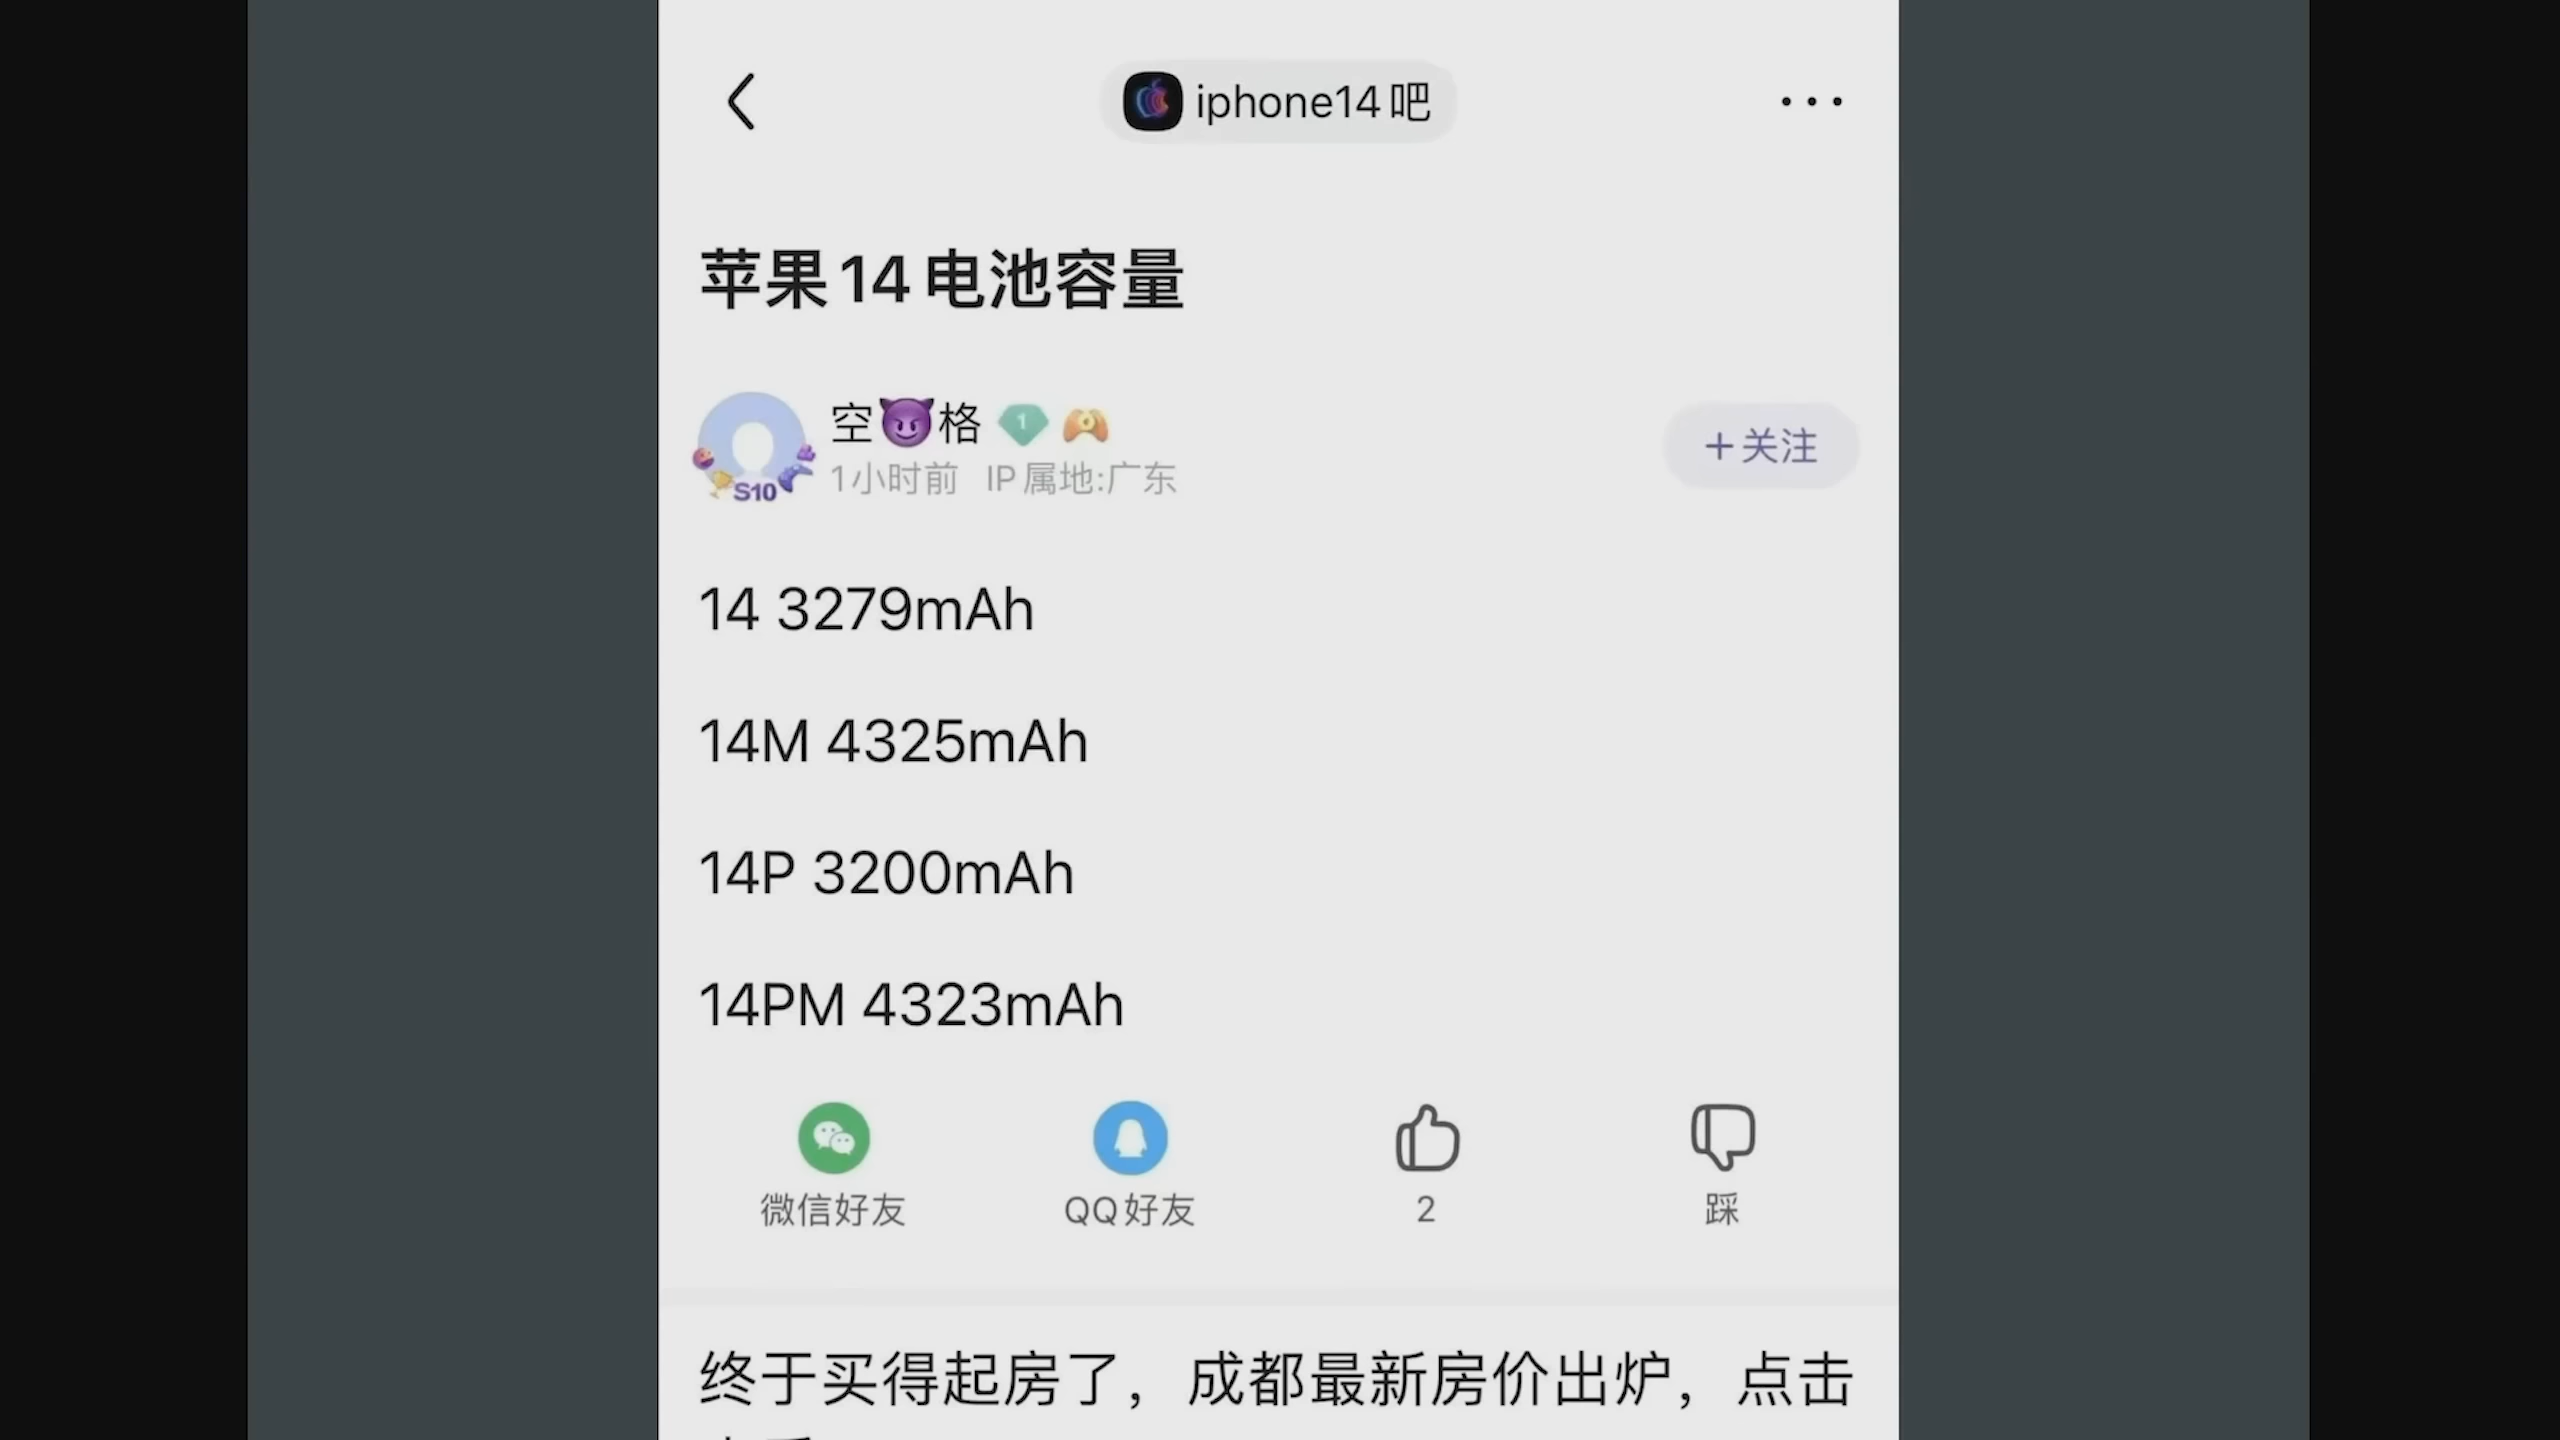 iphone14吧
苹果14电池容量
空😈格
1
S10
1小时前 IP属地:广东
+关注
14 3279mAh
14M 4325mAh
14P 3200mAh
14PM 4323mAh
微信好友 QQ好友 2 踩
终于买得起房了，成都最新房价出炉，点击